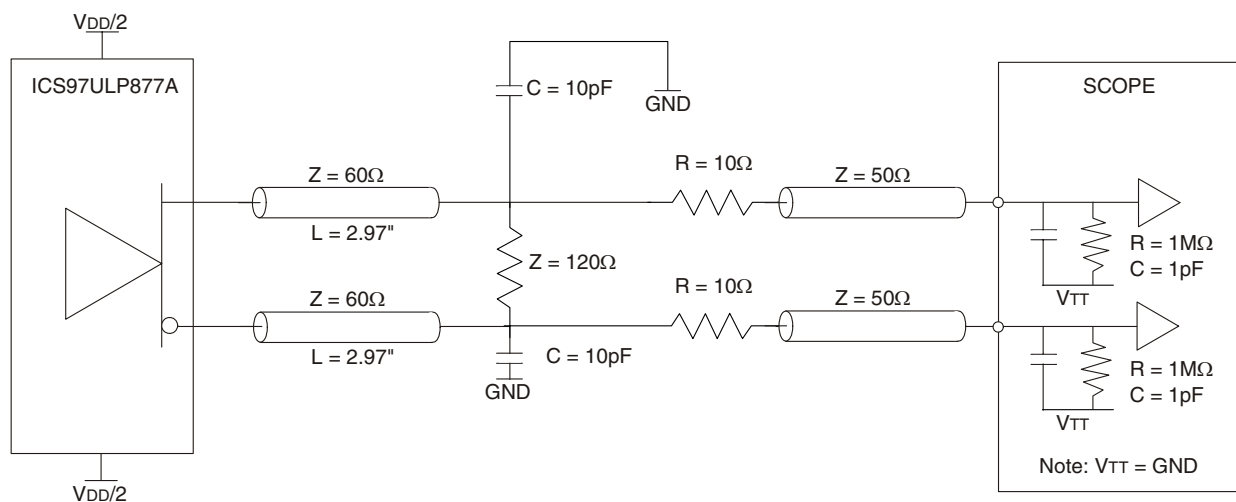 VDD/2
ICS97ULP877A
C = 10pF
GND
SCOPE
Z = 60Ω
L = 2.97"
R = 10Ω
Z = 50Ω
Z = 120Ω
R = 1MΩ
C = 1pF
VTT
Z = 60Ω
L = 2.97"
R = 10Ω
Z = 50Ω
C = 10pF
GND
R = 1MΩ
C = 1pF
VTT
Note: VTT = GND
VDD/2